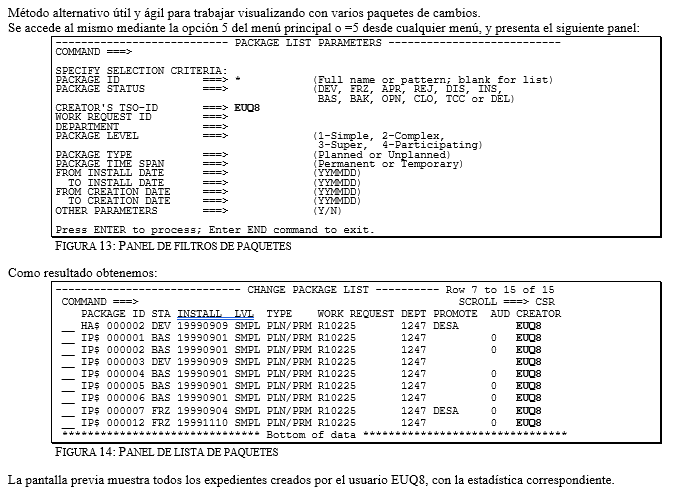 Método alternativo útil y ágil para trabajar visualizando con varios paquetes de cambios.
Se accede al mismo mediante la opción 5 del menú principal o =5 desde cualquier menú, y presenta el siguiente panel:
--------------------------- PACKAGE LIST PARAMETERS ---------------------------
COMMAND ===>
SPECIFY SELECTION CRITERIA:
PACKAGE ID ===> * (Full name or pattern; blank for list)
PACKAGE STATUS ===> (DEV, FRZ, APR, REJ, DIS, INS,
BAS, BAK, OPN, CLO, TCC or DEL)
CREATOR'S TSO-ID ===> EUQ8
WORK REQUEST ID ===>
DEPARTMENT ===>
PACKAGE LEVEL ===> (1-Simple, 2-Complex,
3-Super, 4-Participating)
PACKAGE TYPE ===> (Planned or Unplanned)
PACKAGE TIME SPAN ===> (Permanent or Temporary)
FROM INSTALL DATE ===> (YYMMDD)
TO INSTALL DATE ===> (YYMMDD)
FROM CREATION DATE ===> (YYMMDD)
TO CREATION DATE ===> (YYMMDD)
OTHER PARAMETERS ===> (Y/N)
Press ENTER to process; Enter END command to exit.
FIGURA 13: PANEL DE FILTROS DE PAQUETES
Como resultado obtenemos:
----------------------------- CHANGE PACKAGE LIST ---------- Row 7 to 15 of 15
COMMAND ===> SCROLL ===> CSR
PACKAGE ID STA INSTALL LVL TYPE WORK REQUEST DEPT PROMOTE AUD CREATOR
__ HA$ 000002 DEV 19990909 SMPL PLN/PRM R10225 1247 DESA EUQ8
__ IP$ 000001 BAS 19990901 SMPL PLN/PRM R10225 1247 0 EUQ8
__ IP$ 000002 BAS 19990901 SMPL PLN/PRM R10225 1247 0 EUQ8
__ IP$ 000003 DEV 19990909 SMPL PLN/PRM R10225 1247 EUQ8
__ IP$ 000004 BAS 19990901 SMPL PLN/PRM R10225 1247 0 EUQ8
__ IP$ 000005 BAS 19990901 SMPL PLN/PRM R10225 1247 0 EUQ8
__ IP$ 000006 BAS 19990901 SMPL PLN/PRM R10225 1247 0 EUQ8
__ IP$ 000007 FRZ 19990904 SMPL PLN/PRM R10225 1247 DESA 0 EUQ8
__ IP$ 000012 FRZ 19991110 SMPL PLN/PRM R10225 1247 0 EUQ8
******************************* Bottom of data ********************************
FIGURA 14: PANEL DE LISTA DE PAQUETES
La pantalla previa muestra todos los expedientes creados por el usuario EUQ8, con la estadística correspondiente.